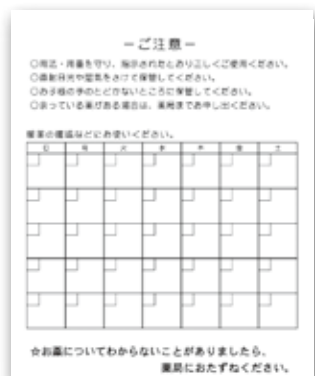 －ご注意－
○用法・用量を守り、指示されたとおり正しくご使用ください。
○直射日光や湿気をさけて保管してください。
○お子様の手のとどかないところに保管してください。
○余っている薬がある場合は、薬局までお申し出ください。
服薬の確認などにお使いください。
日 月 火 水 木 金 土
☆お薬についてわからないことがありましたら、
薬局におたずねください。